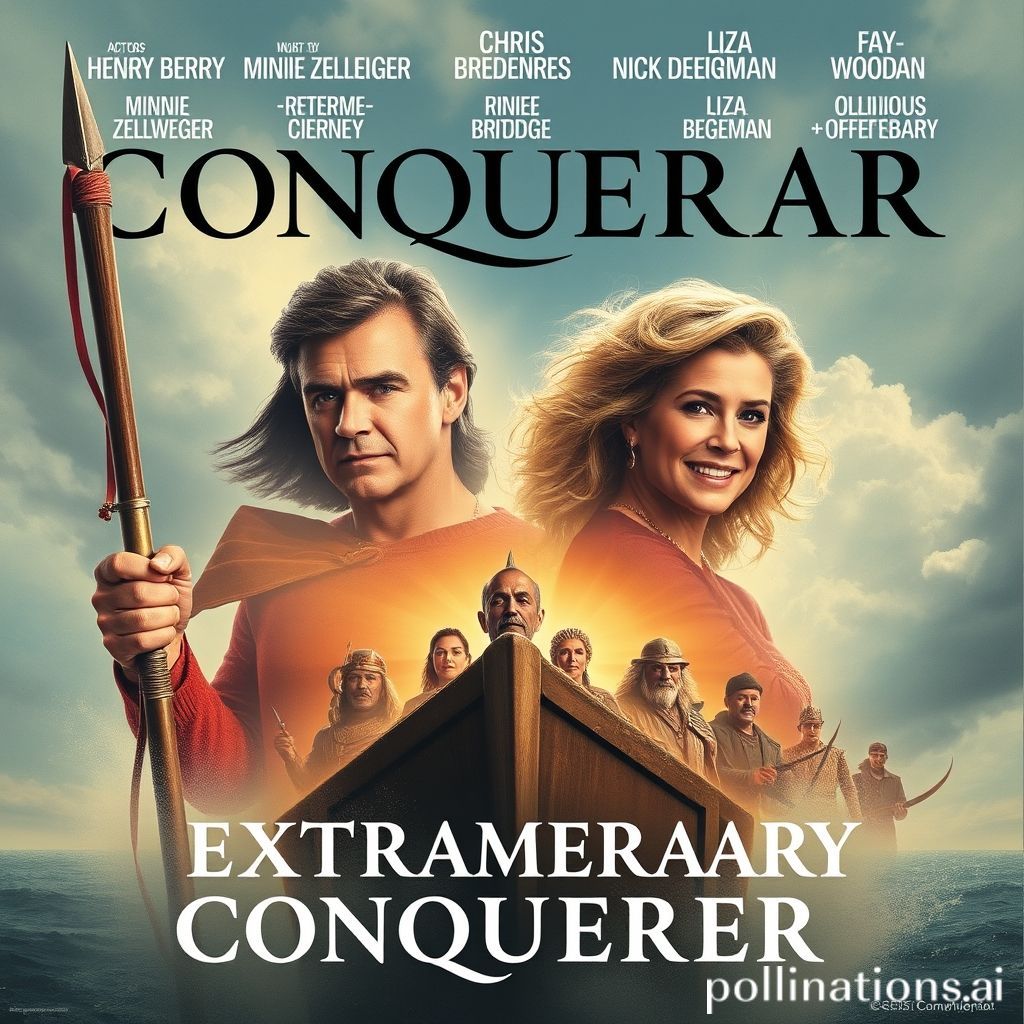 ACTORS
HENRY BERRY
MINIIE ZELLEIGER
CHRIS
BREDENRES
LIZA
NICK DEEIGMAN
FAY-
WOODAN
MINNIE
ZELLWEGER
-RETERME-
CIERNEY
RINIEE
BRIDDGE
LIZA
BEGEMAN
OLLIIIOUS
+OFFETEBARY
CONQUERAR
EXTRAMERAARY
CONQUERER
pollinations.ai